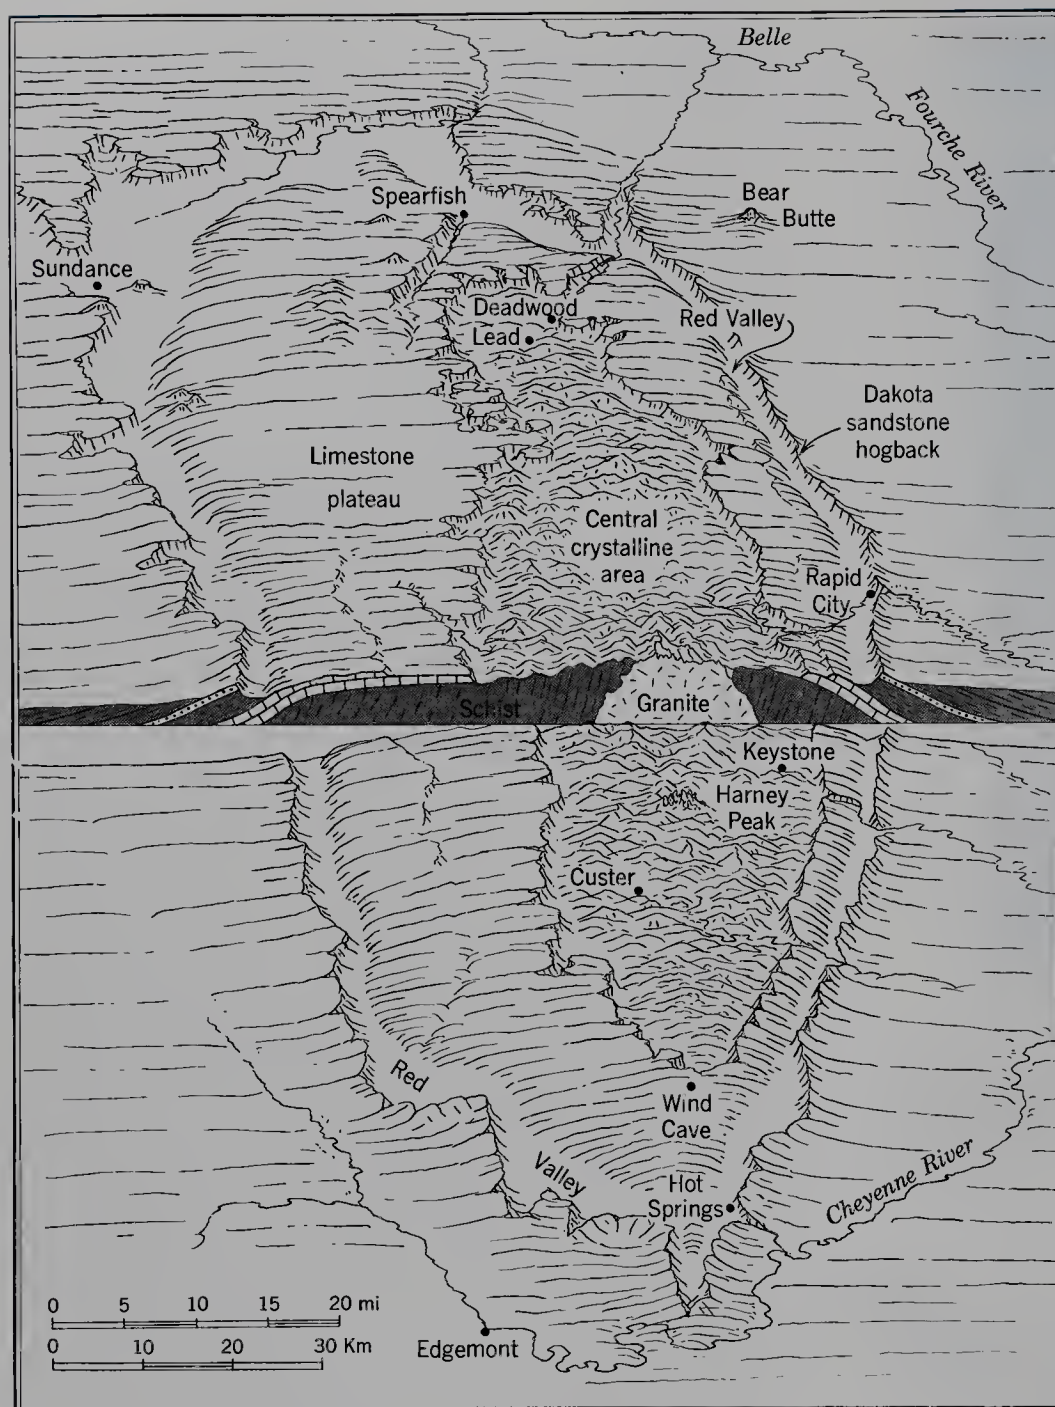 Belle
Fourche River
Bear
Butte
Spearfish
Sundance
Deadwood
Lead
Red Valley
Dakota
sandstone
hogback
Limestone
plateau
Central
crystalline
area
Rapid
City
Schist
Granite
Keystone
Harney
Peak
Custer
Red
Valley
Wind
Cave
Hot
Springs
Cheyenne River
0 5 10 15 20 mi
0 10 20 30 Km
Edgemont